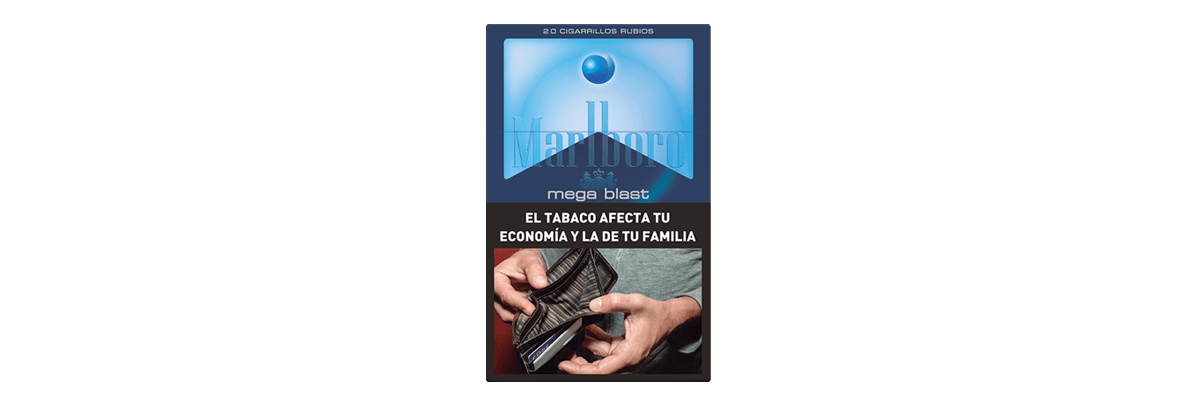 20 CIGARRILLOS RUBIOS
Marlboro
mega blast
EL TABACO AFECTA TU
ECONOMÍA Y LA DE TU FAMILIA